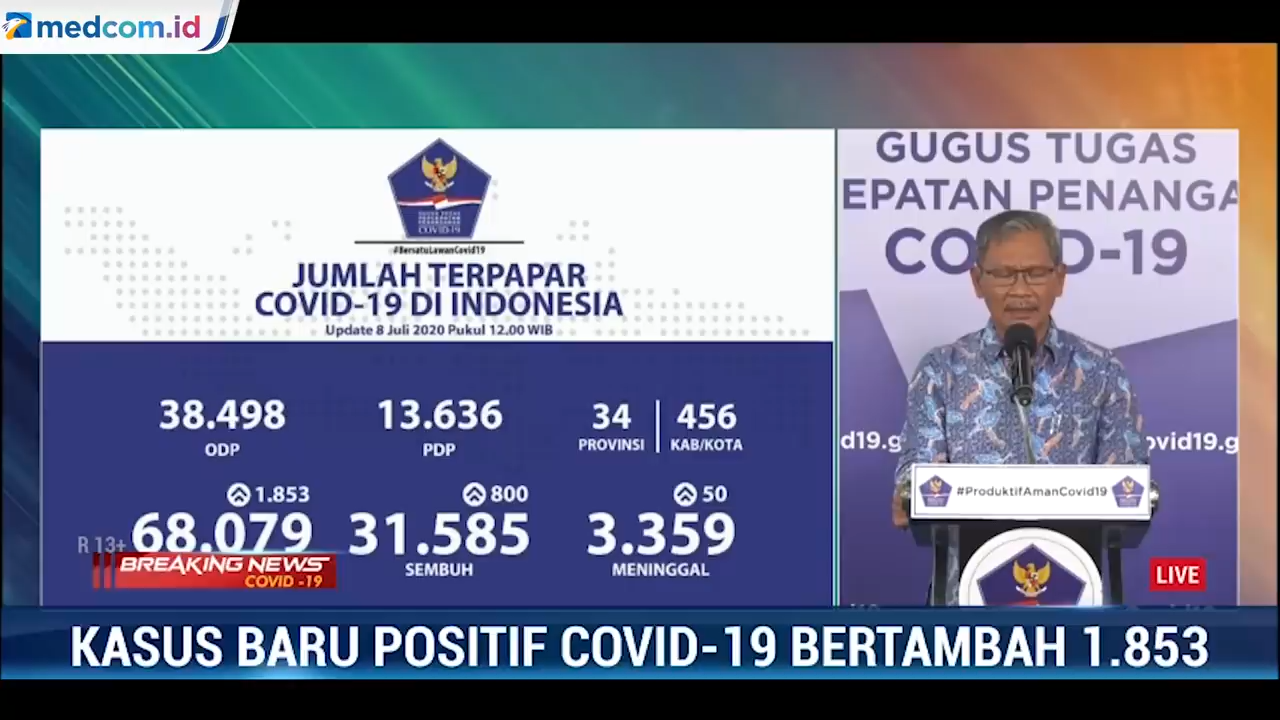 medcom.id
#BersatuLawanCovid19
JUMLAH TERPAPAR
COVID-19 DI INDONESIA
Update 8 Juli 2020 Pukul 12.00 WIB
38.498
ODP
13.636
PDP
34
PROVINSI
456
KAB/KOTA
1.853
68.079
800
31.585
SEMBUH
50
3.359
MENINGGAL
R 13+
BREAKING NEWS
COVID -19
GUGUS TUGAS
EPATAN PENANGA
CO D-19
d19.g
ovid19.g
#ProduktifAmanCovid19
LIVE
KASUS BARU POSITIF COVID-19 BERTAMBAH 1.853